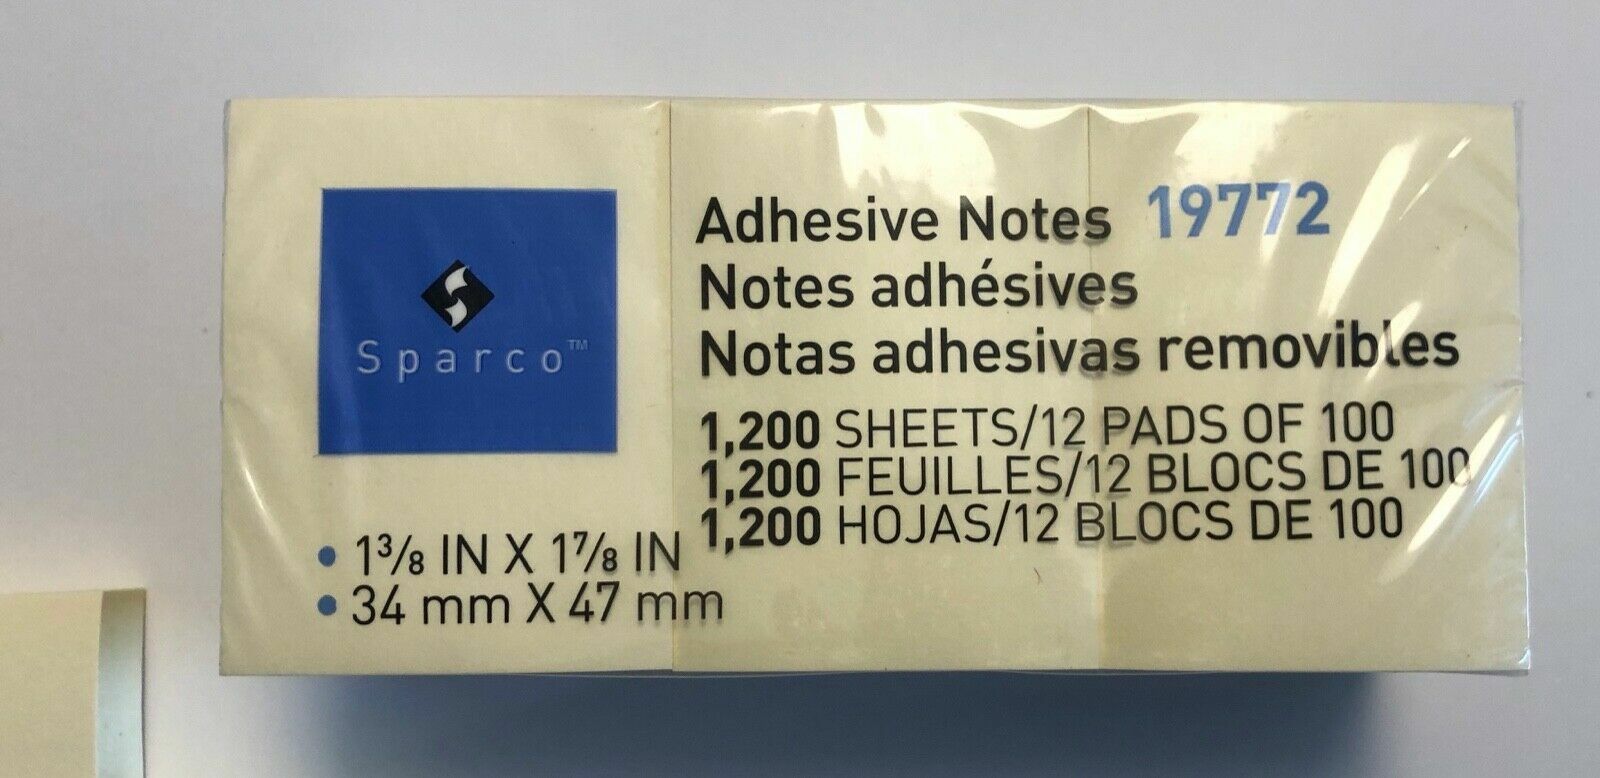 Sparco™
Adhesive Notes 19772
Notes adhésives
Notas adhesivas removibles
1,200 SHEETS/12 PADS OF 100
1,200 FEUILLES/12 BLOCS DE 100
1,200 HOJAS/12 BLOCS DE 100
• 1⅜ IN X 1⅞ IN
• 34 mm X 47 mm